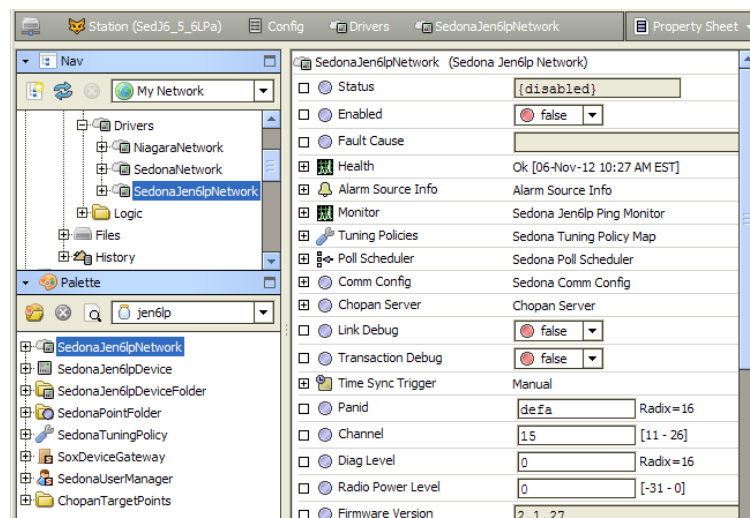 Station (SedJ6_5_6LPa) Config Drivers SedonaJen6lpNetwork Property Sheet
Nav
My Network
Drivers
NiagaraNetwork
SedonaNetwork
SedonaJen6lpNetwork
Logic
Files
History
Palette
jen6lp
SedonaJen6lpNetwork
SedonaJen6lpDevice
SedonaJen6lpDeviceFolder
SedonaPointFolder
SedonaTuningPolicy
SoxDeviceGateway
SedonaUserManager
ChopanTargetPoints
SedonaJen6lpNetwork (Sedona Jen6lp Network)
Status {disabled}
Enabled false
Fault Cause
Health Ok [06-Nov-12 10:27 AM EST]
Alarm Source Info Alarm Source Info
Monitor Sedona Jen6lp Ping Monitor
Tuning Policies Sedona Tuning Policy Map
Poll Scheduler Sedona Poll Scheduler
Comm Config Sedona Comm Config
Chopan Server Chopan Server
Link Debug false
Transaction Debug false
Time Sync Trigger Manual
Panid defa Radix=16
Channel 15 [11 - 26]
Diag Level 0 Radix=16
Radio Power Level 0 [-31 - 0]
Firmware Version 2.1.27